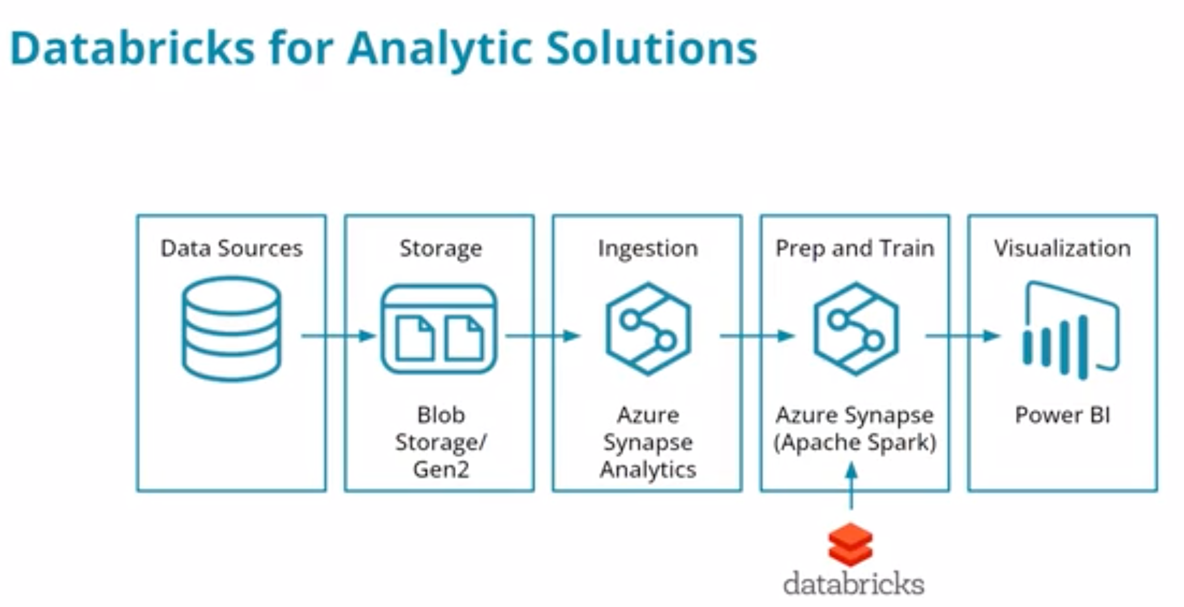 Databricks for Analytic Solutions
Data Sources
Storage
Blob
Storage/
Gen2
Ingestion
Azure
Synapse
Analytics
Prep and Train
Azure Synapse
(Apache Spark)
Visualization
Power BI
databricks